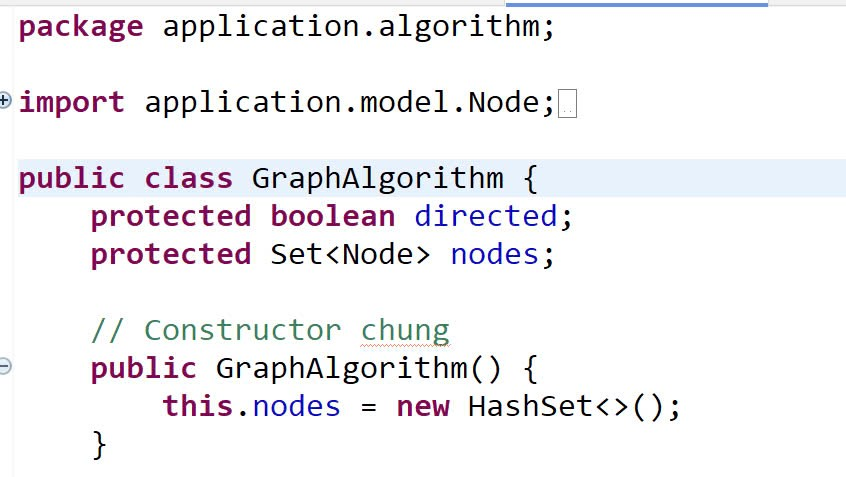 package application.algorithm;
import application.model.Node;
public class GraphAlgorithm {
protected boolean directed;
protected Set<Node> nodes;
// Constructor chung
public GraphAlgorithm() {
this.nodes = new HashSet<>();
}